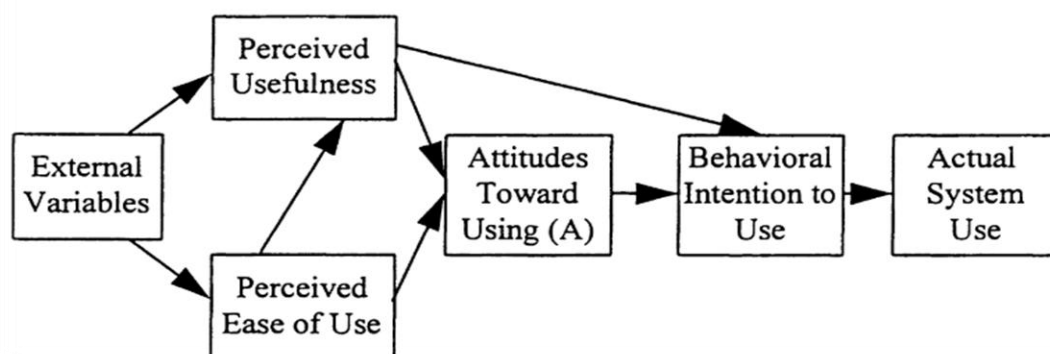 Perceived
Usefulness
External
Variables
Attitudes
Toward
Using (A)
Behavioral
Intention to
Use
Actual
System
Use
Perceived
Ease of Use